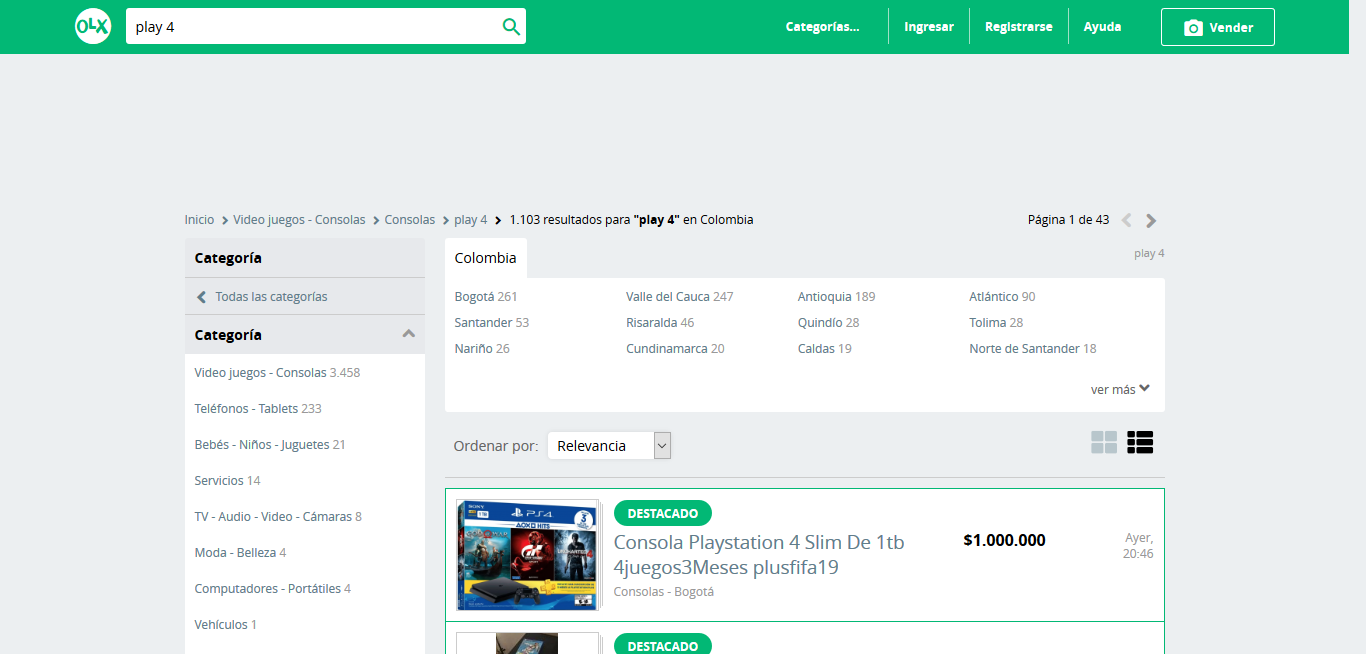 OLX play 4 Categorías... Ingresar Registrarse Ayuda Vender
Inicio Video juegos - Consolas Consolas play 4 1.103 resultados para "play 4" en Colombia Página 1 de 43
Categoría
Todas las categorías
Categoría
Video juegos - Consolas 3.458
Teléfonos - Tablets 233
Bebés - Niños - Juguetes 21
Servicios 14
TV - Audio - Video - Cámaras 8
Moda - Belleza 4
Computadores - Portátiles 4
Vehículos 1
Colombia play 4
Bogotá 261 Valle del Cauca 247 Antioquia 189 Atlántico 90
Santander 53 Risaralda 46 Quindío 28 Tolima 28
Nariño 26 Cundinamarca 20 Caldas 19 Norte de Santander 18
ver más
Ordenar por: Relevancia
SONY PS4
1TB
3
GT
UNCHARTED 4
DESTACADO
Consola Playstation 4 Slim De 1tb
4juegos3Meses plusfifa19
Consolas - Bogotá
$1.000.000
Ayer,
20:46
DESTACADO